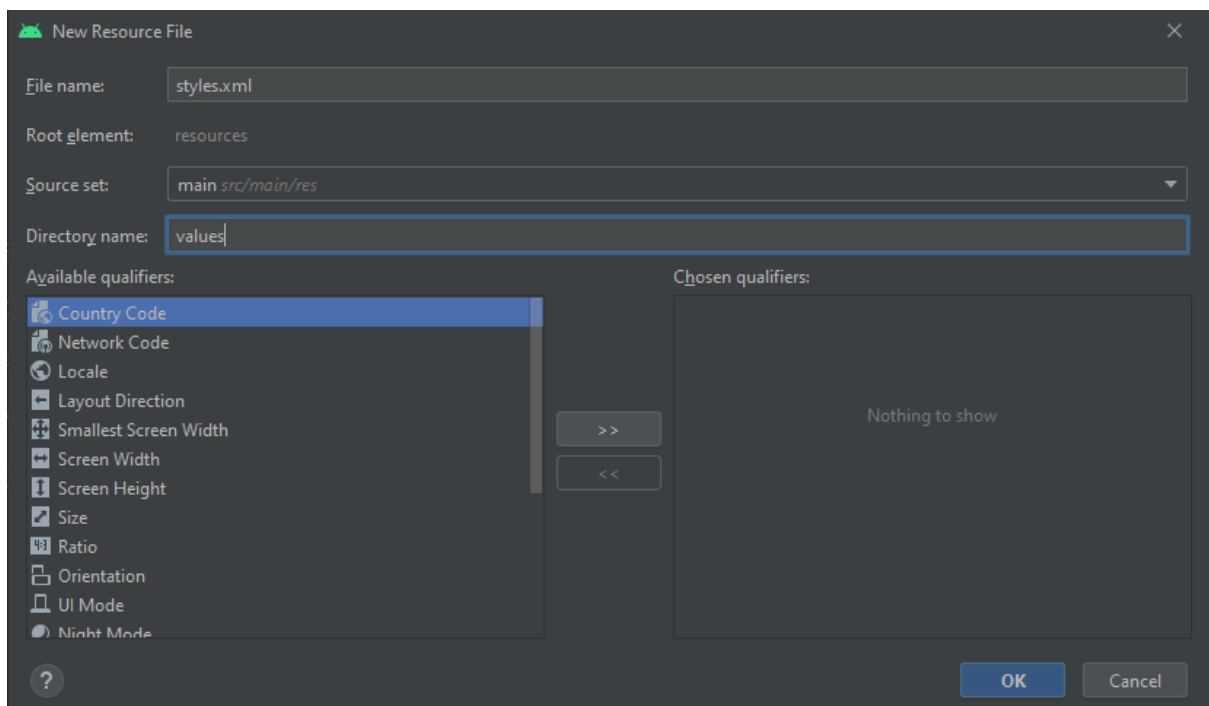 New Resource File
File name: styles.xml
Root element: resources
Source set: main src/main/res
Directory name: values
Available qualifiers:
Country Code
Network Code
Locale
Layout Direction
Smallest Screen Width
Screen Width
Screen Height
Size
Ratio
Orientation
UI Mode
Night Mode
>>
<<
Chosen qualifiers:
Nothing to show
?
OK
Cancel